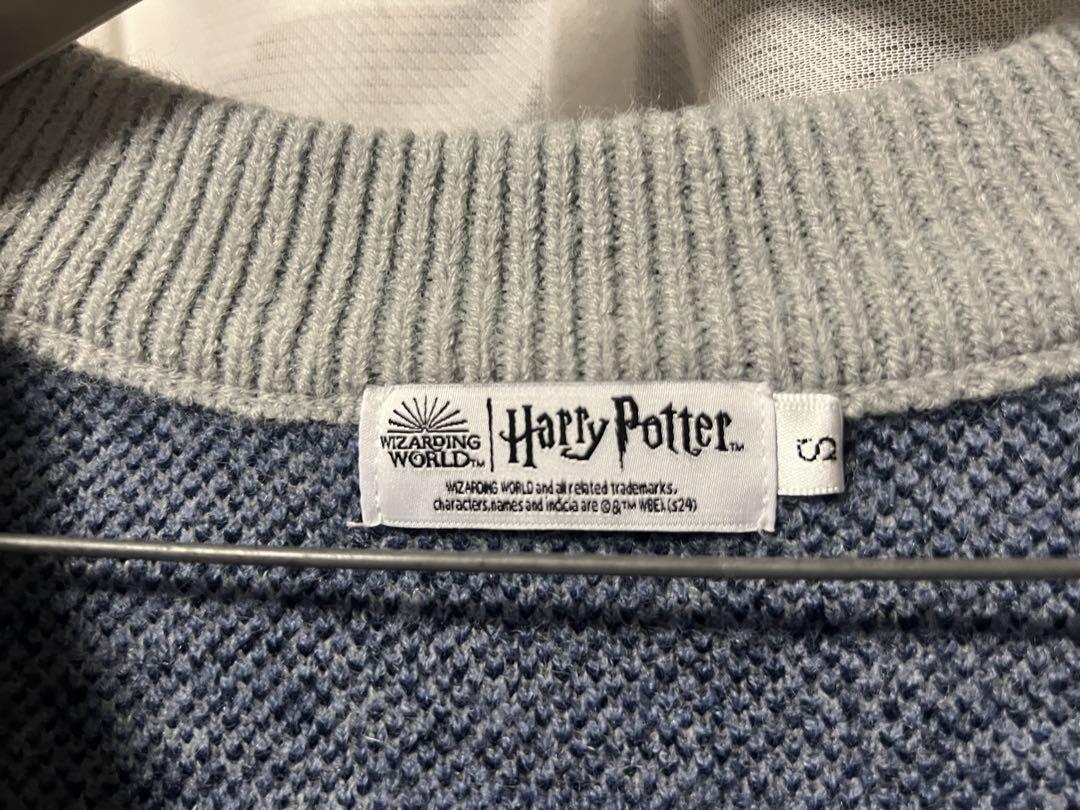 WIZARDING
WORLD™
Harry Potter™
WIZARDING WORLD and all related trademarks,
characters,names and indicia are ©&™ WBEI.(s24)
S